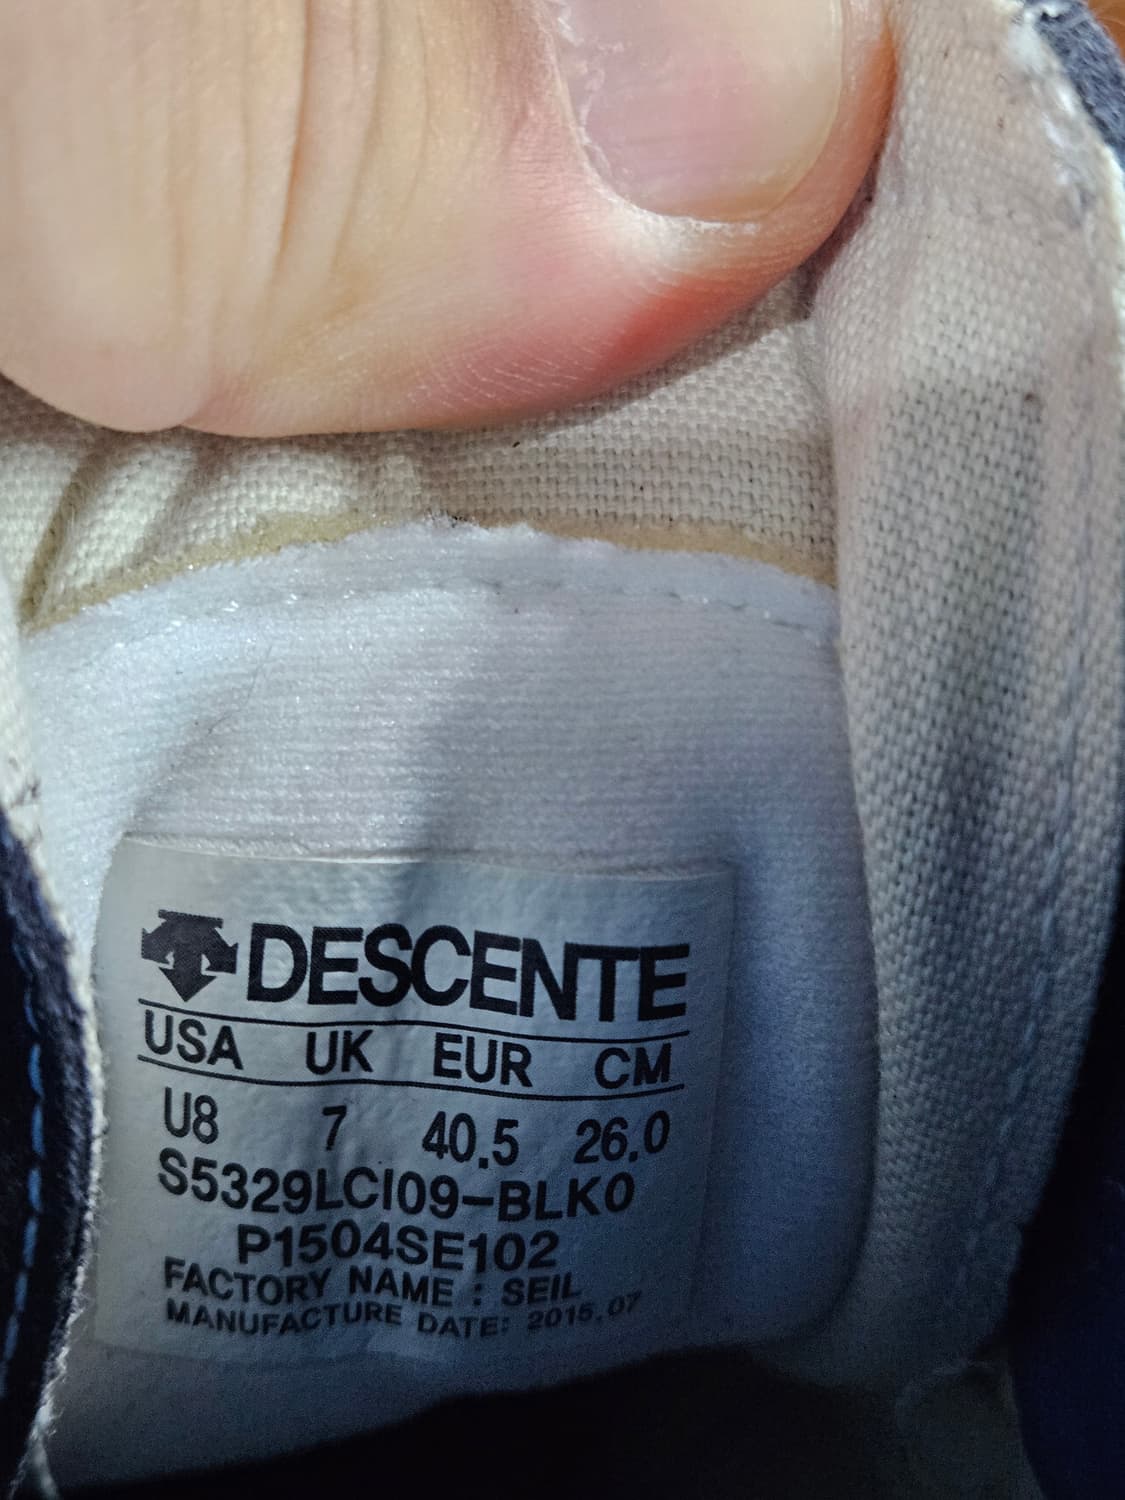 DESCENTE
USA UK EUR CM
U8 7 40.5 26.0
S5329LCI09-BLK0
P1504SE102
FACTORY NAME : SEIL
MANUFACTURE DATE: 2015.07